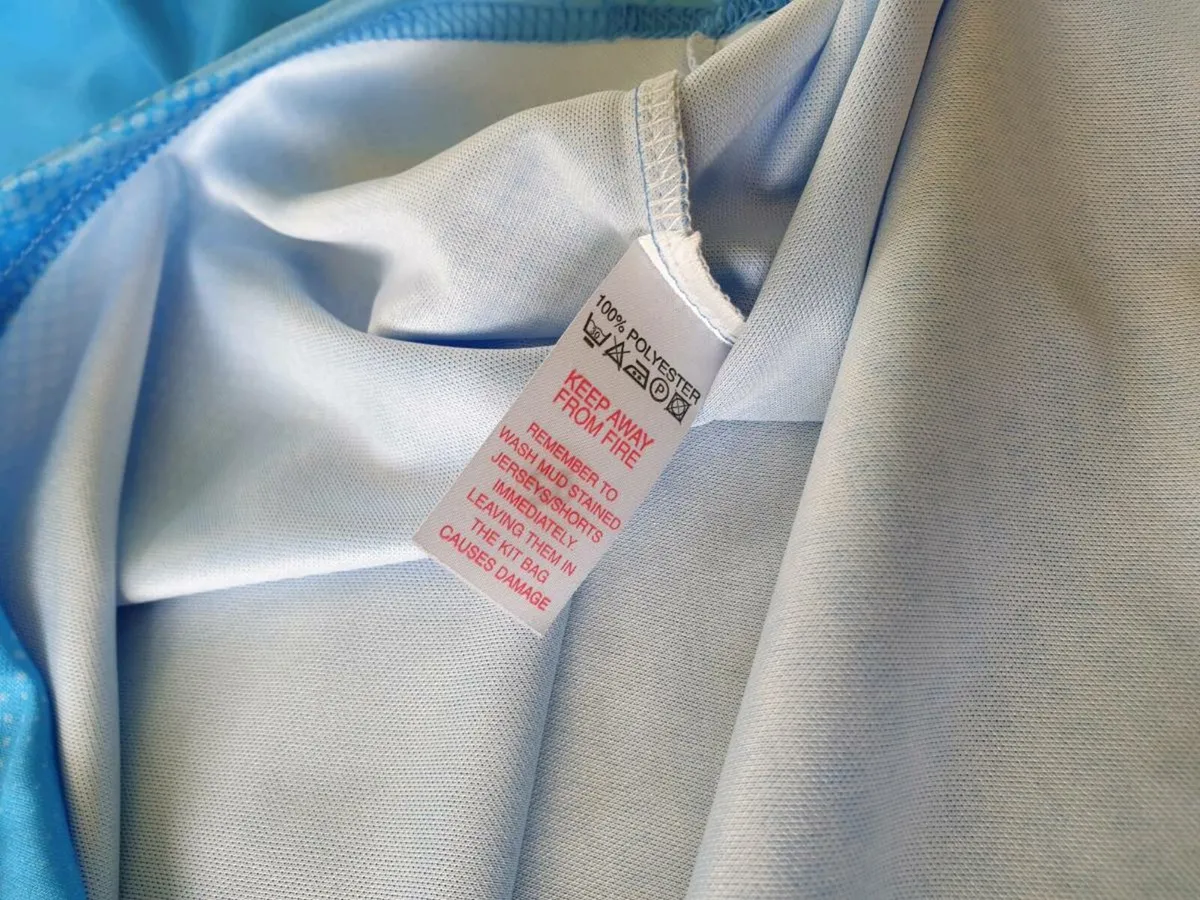 100% POLYESTER
30 P
KEEP AWAY
FROM FIRE
REMEMBER TO
WASH MUD STAINED
JERSEYS/SHORTS
IMMEDIATELY.
LEAVING THEM IN
THE KIT BAG
CAUSES DAMAGE